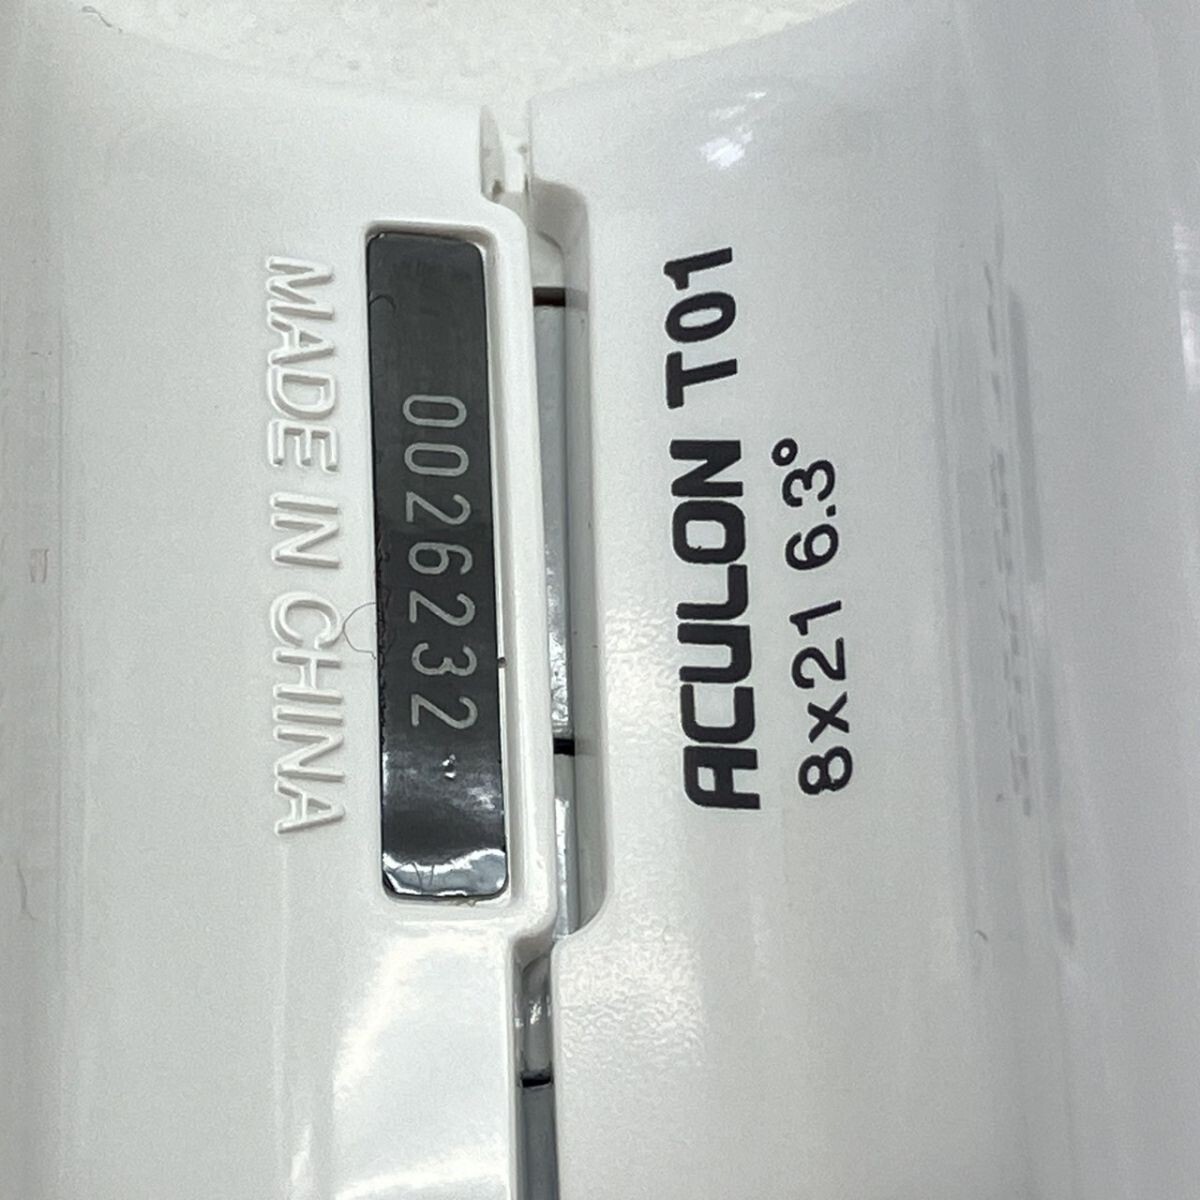 MADE IN CHINA
0026232
ACULON T01
8x21 6.3°